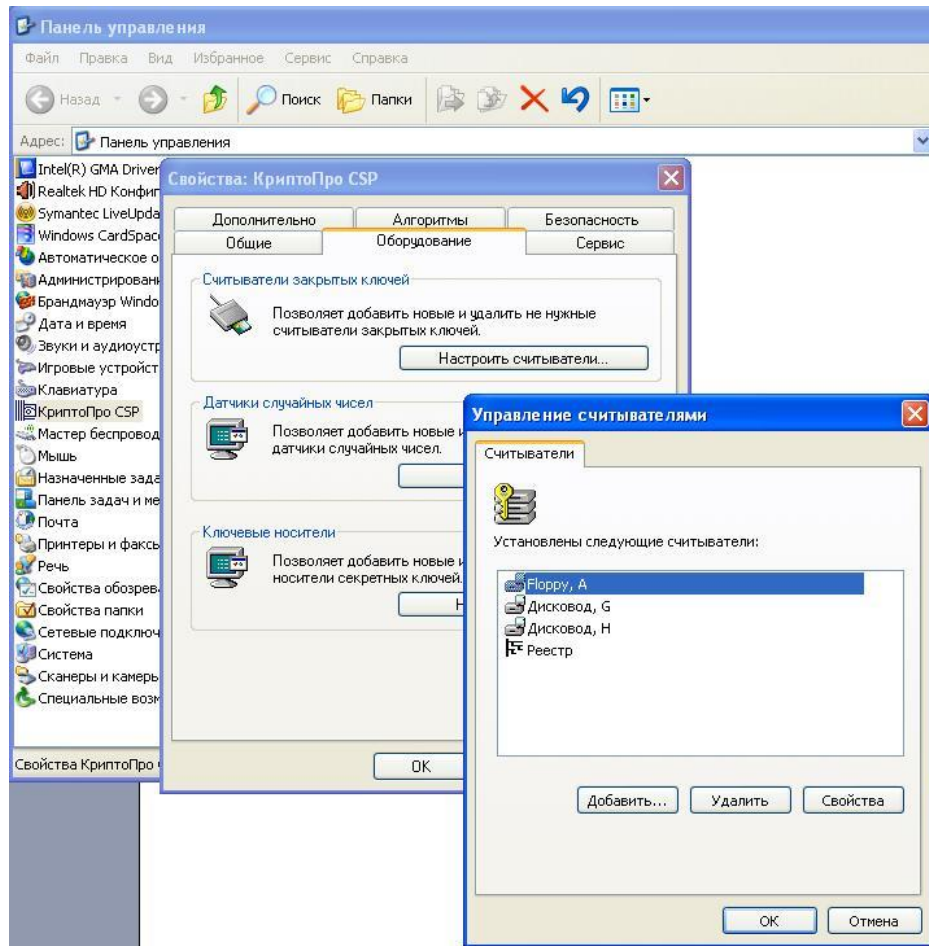 Панель управления
Файл Правка Вид Избранное Сервис Справка
Назад Поиск Папки
Адрес: Панель управления
Intel(R) GMA Driver
Realtek HD Конфиг
Symantec LiveUpda
Windows CardSpac
Автоматическое о
Администрирован
Брандмауэр Windo
Дата и время
Звуки и аудиоустр
Игровые устройст
Клавиатура
КриптоПро CSP
Мастер беспровод
Мышь
Назначенные зада
Панель задач и ме
Почта
Принтеры и факсы
Речь
Свойства обозрев
Свойства папки
Сетевые подключ
Система
Сканеры и камеры
Специальные возм
Свойства КриптоПро
Свойства: КриптоПро CSP
Дополнительно Алгоритмы Безопасность
Общие Оборудование Сервис
Считыватели закрытых ключей
Позволяет добавить новые и удалить не нужные
считыватели закрытых ключей.
Настроить считыватели...
Датчики случайных чисел
Позволяет добавить новые и
датчики случайных чисел.
Ключевые носители
Позволяет добавить новые и
носители секретных ключей.
Н
ОК
Управление считывателями
Считыватели
Установлены следующие считыватели:
Floppy, A
Дисковод, G
Дисковод, H
Реестр
Добавить... Удалить Свойства
ОК Отмена